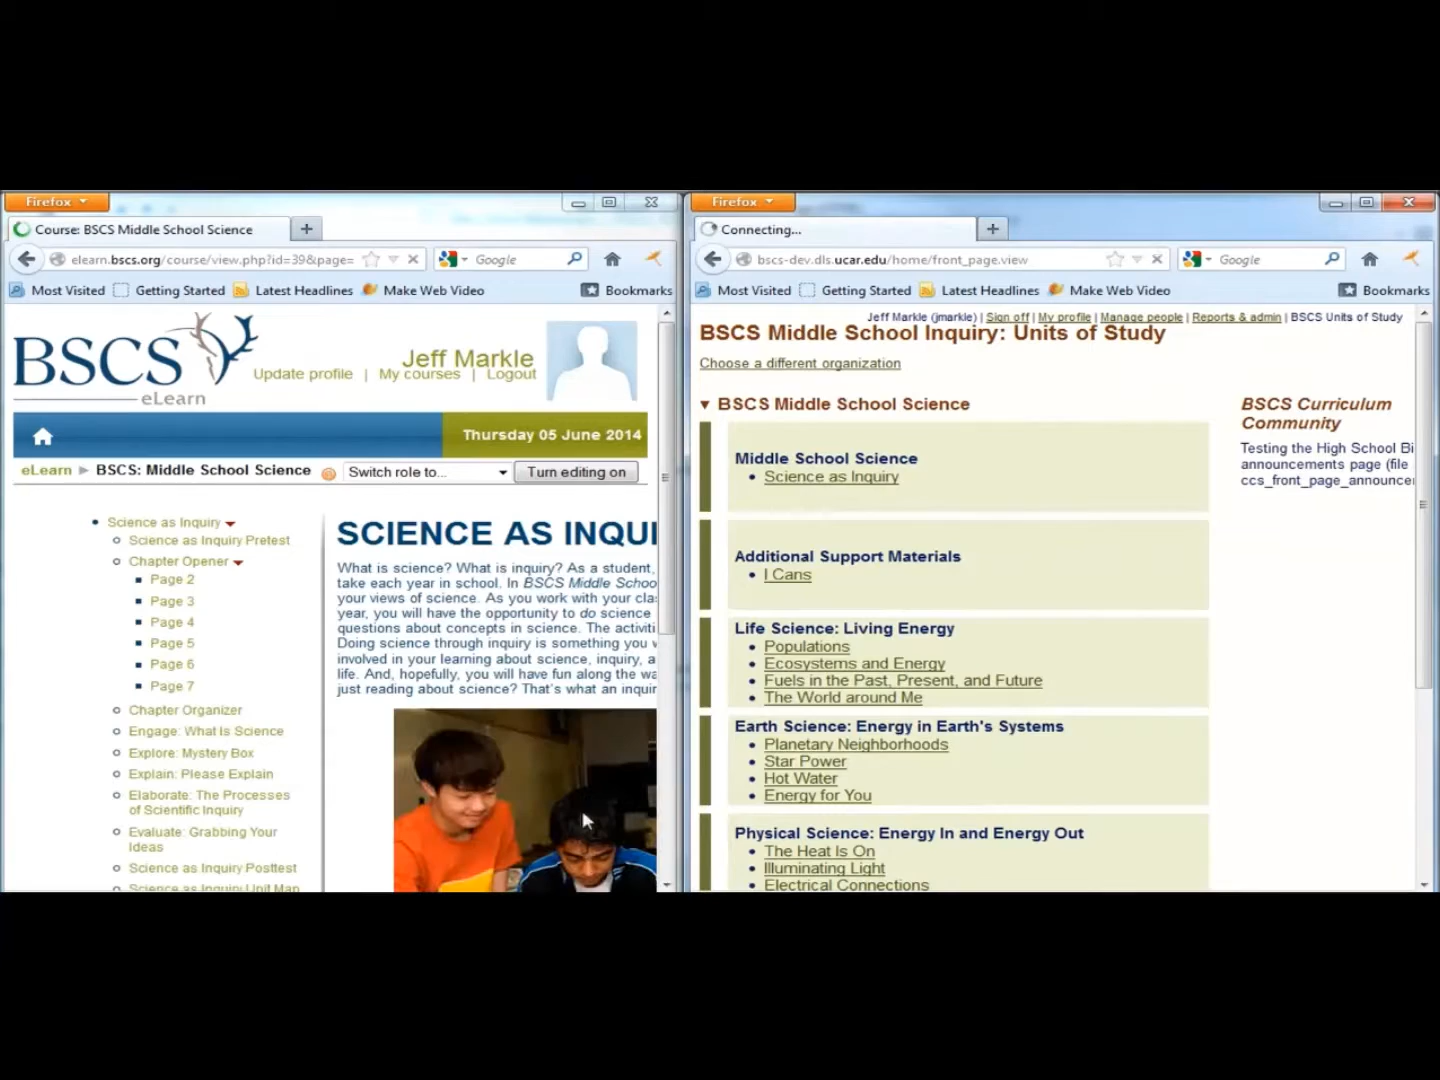 Firefox
Course: BSCS Middle School Science
elearn.bscs.org/course/view.php?id=39&page=
Google
Most Visited
Getting Started
Latest Headlines
Make Web Video
Bookmarks
BSCS
eLearn
Jeff Markle
Update profile | My courses | Logout
Thursday 05 June 2014
eLearn ► BSCS: Middle School Science
Switch role to...
Turn editing on
Science as Inquiry
Science as Inquiry Pretest
Chapter Opener
Page 2
Page 3
Page 4
Page 5
Page 6
Page 7
Chapter Organizer
Engage: What Is Science
Explore: Mystery Box
Explain: Please Explain
Elaborate: The Processes
of Scientific Inquiry
Evaluate: Grabbing Your
Ideas
Science as Inquiry Posttest
Science as Inquiry Unit Map
SCIENCE AS INQUI
What is science? What is inquiry? As a student,
take each year in school. In BSCS Middle Schoo
your views of science. As you work with your cla
year, you will have the opportunity to do science
questions about concepts in science. The activiti
Doing science through inquiry is something you w
involved in your learning about science, inquiry, a
life. And, hopefully, you will have fun along the wa
just reading about science? That's what an inquir
Firefox
Connecting...
bscs-dev.dls.ucar.edu/home/front_page.view
Google
Most Visited
Getting Started
Latest Headlines
Make Web Video
Bookmarks
Jeff Markle (jmarkle) | Sign off | My profile | Manage people | Reports & admin | BSCS Units of Study
BSCS Middle School Inquiry: Units of Study
Choose a different organization
BSCS Middle School Science
Middle School Science
Science as Inquiry
Additional Support Materials
I Cans
Life Science: Living Energy
Populations
Ecosystems and Energy
Fuels in the Past, Present, and Future
The World around Me
Earth Science: Energy in Earth's Systems
Planetary Neighborhoods
Star Power
Hot Water
Energy for You
Physical Science: Energy In and Energy Out
The Heat Is On
Illuminating Light
Electrical Connections
BSCS Curriculum
Community
Testing the High School Bi
announcements page (file
ccs_front_page_announce